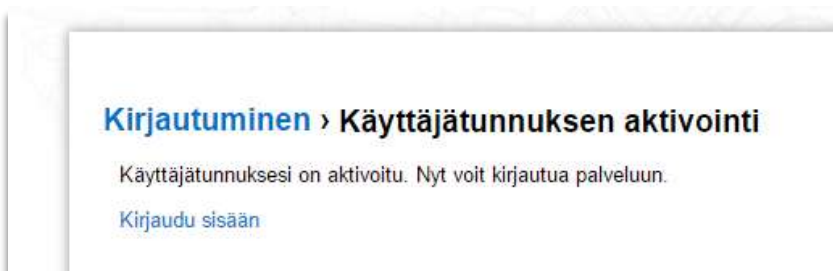 Kirjautuminen › Käyttäjätunnuksen aktivointi
Käyttäjätunnuksesi on aktivoitu. Nyt voit kirjautua palveluun.
Kirjaudu sisään